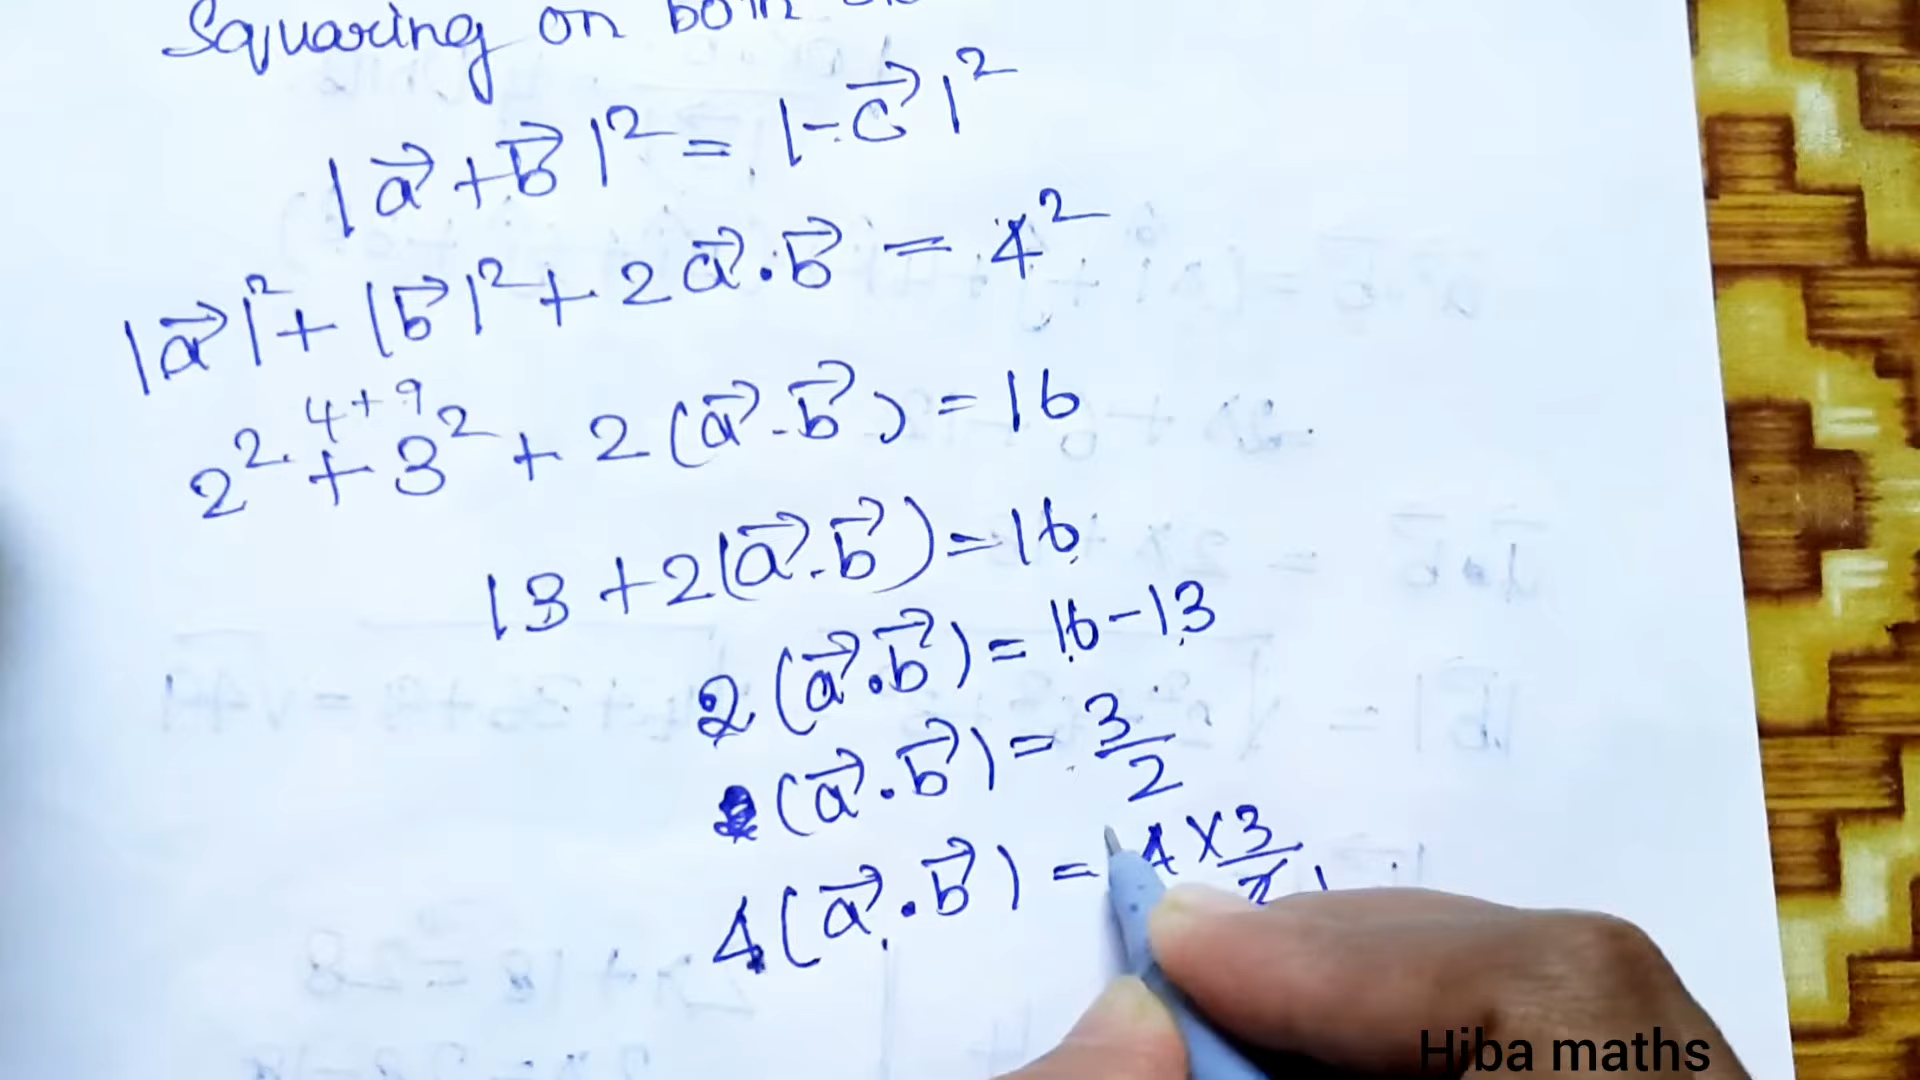 Squaring on both
|a⃗ + b⃗|² = |-c⃗|²
|a⃗|² + |b⃗|² + 2a⃗·b⃗ = 4²
4 + 9
2² + 3² + 2(a⃗·b⃗) = 16
13 + 2(a⃗·b⃗) = 16
2(a⃗·b⃗) = 16-13
(a⃗·b⃗) = 3/2
4(a⃗·b⃗) = 4 × 3/2
Hiba maths